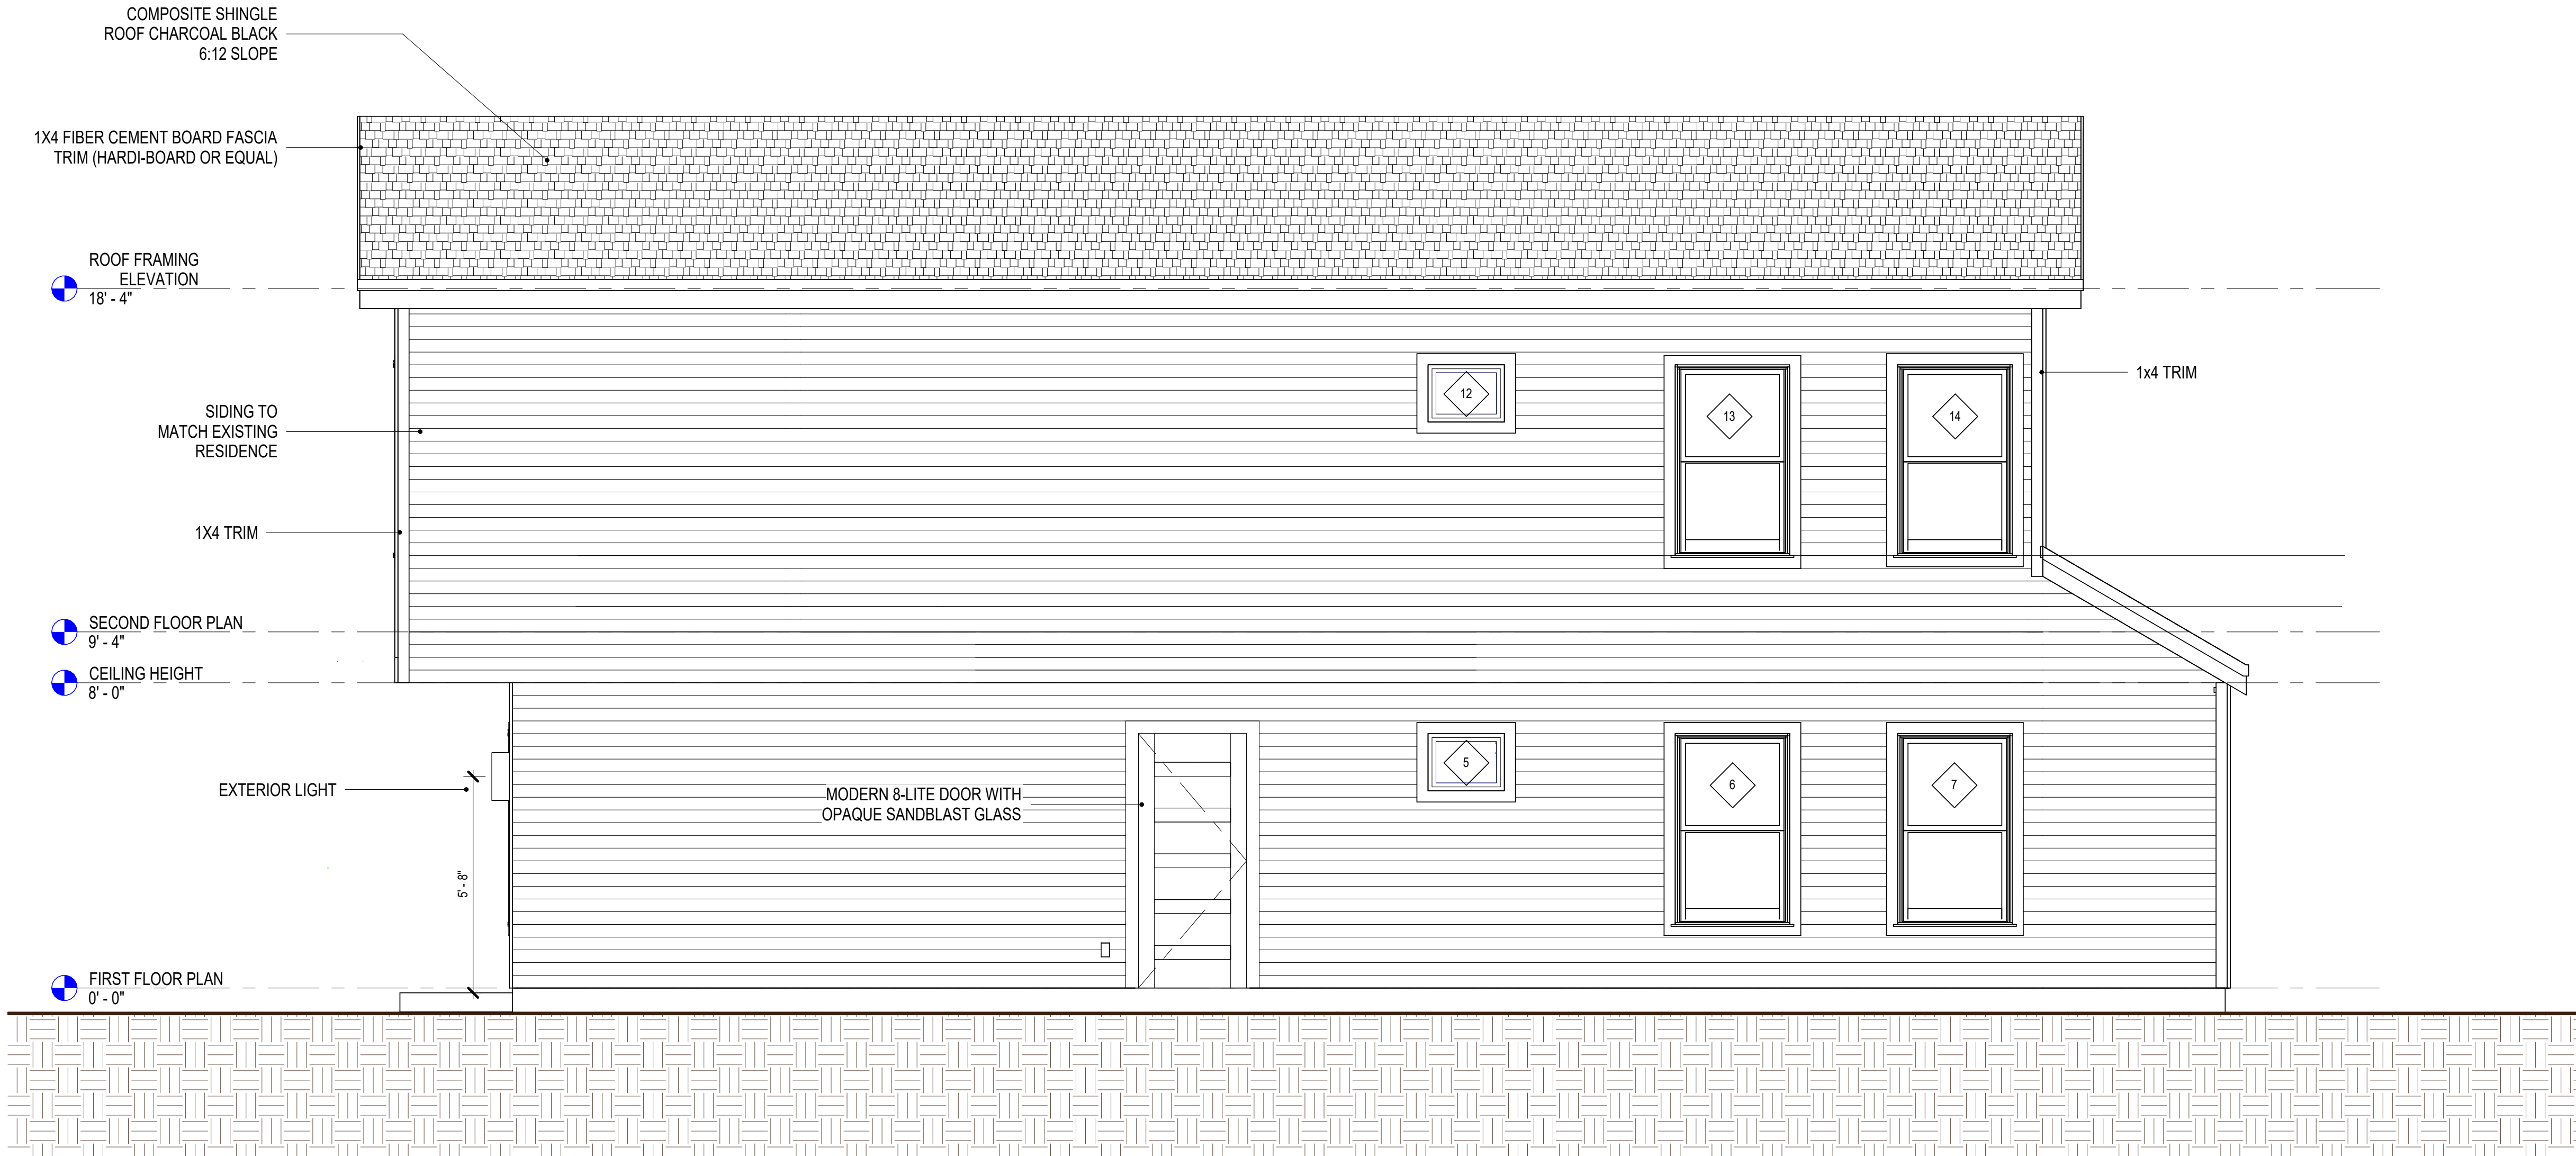 COMPOSITE SHINGLE
ROOF CHARCOAL BLACK
6:12 SLOPE
1X4 FIBER CEMENT BOARD FASCIA
TRIM (HARDI-BOARD OR EQUAL)
ROOF FRAMING
ELEVATION
18' - 4"
12
13
14
1x4 TRIM
SIDING TO
MATCH EXISTING
RESIDENCE
1X4 TRIM
SECOND FLOOR PLAN
9' - 4"
CEILING HEIGHT
8' - 0"
5
6
7
EXTERIOR LIGHT
MODERN 8-LITE DOOR WITH
OPAQUE SANDBLAST GLASS
5' - 8"
FIRST FLOOR PLAN
0' - 0"